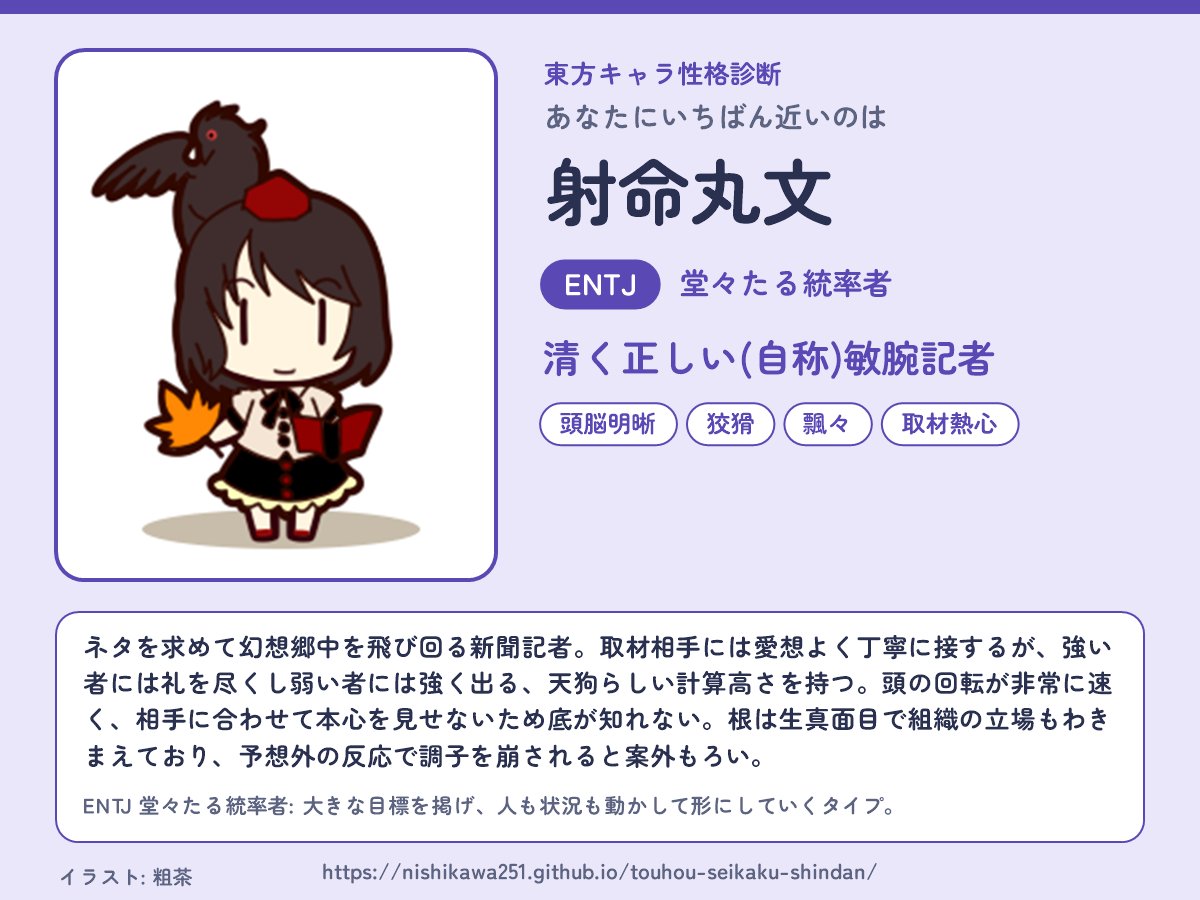 東方キャラ性格診断
あなたにいちばん近いのは
射命丸文
ENTJ 堂々たる統率者
清く正しい(自称)敏腕記者
頭脳明晰 狡猾 飄々 取材熱心
ネタを求めて幻想郷中を飛び回る新聞記者。取材相手には愛想よく丁寧に接するが、強い
者には礼を尽くし弱い者には強く出る、天狗らしい計算高さを持つ。頭の回転が非常に速
く、相手に合わせて本心を見せないため底が知れない。根は生真面目で組織の立場もわき
まえており、予想外の反応で調子を崩されると案外もろい。
ENTJ 堂々たる統率者: 大きな目標を掲げ、人も状況も動かして形にしていくタイプ。
イラスト: 粗茶
https://nishikawa251.github.io/touhou-seikaku-shindan/